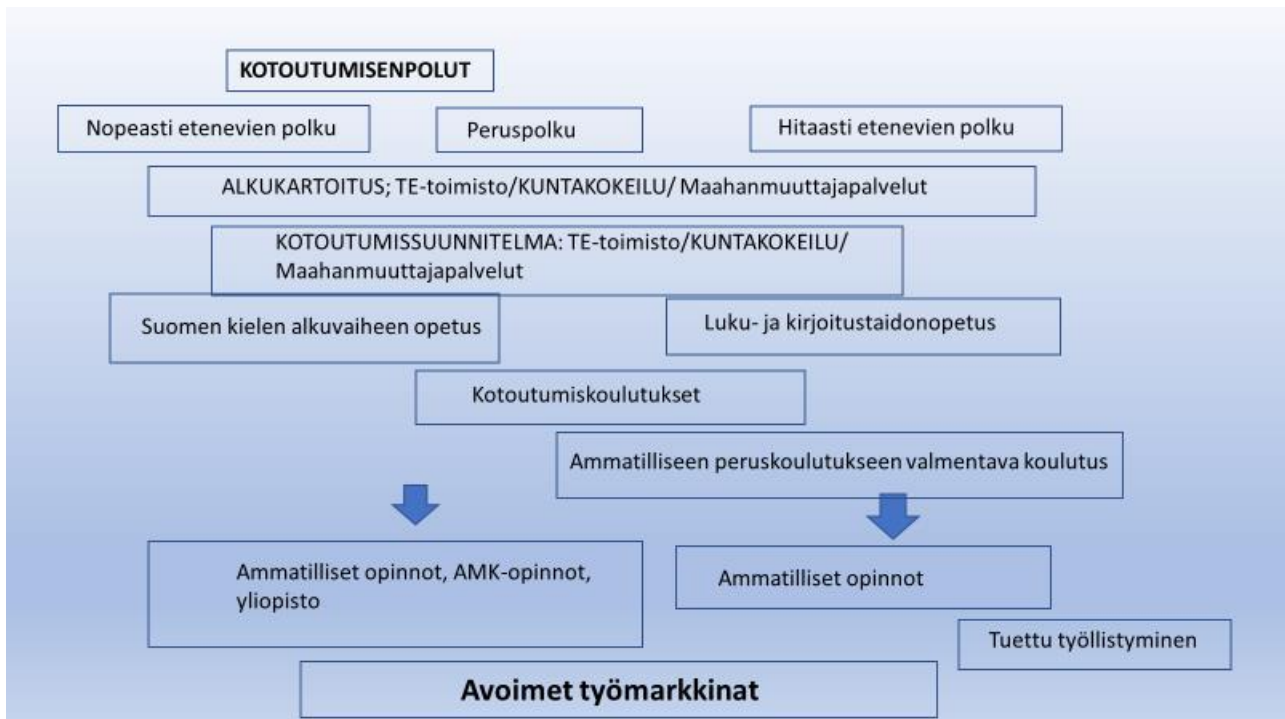 KOTOUTUMISENPOLUT
Nopeasti etenevien polku
Peruspolku
Hitaasti etenevien polku
ALKUKARTOITUS; TE-toimisto/KUNTAKOKEILU/ Maahanmuuttajapalvelut
KOTOUTUMISSUUNNITELMA: TE-toimisto/KUNTAKOKEILU/
Maahanmuuttajapalvelut
Suomen kielen alkuvaiheen opetus
Luku- ja kirjoitustaidonopetus
Kotoutumiskoulutukset
Ammatilliseen peruskoulutukseen valmentava koulutus
Ammatilliset opinnot, AMK-opinnot,
yliopisto
Ammatilliset opinnot
Tuettu työllistyminen
Avoimet työmarkkinat